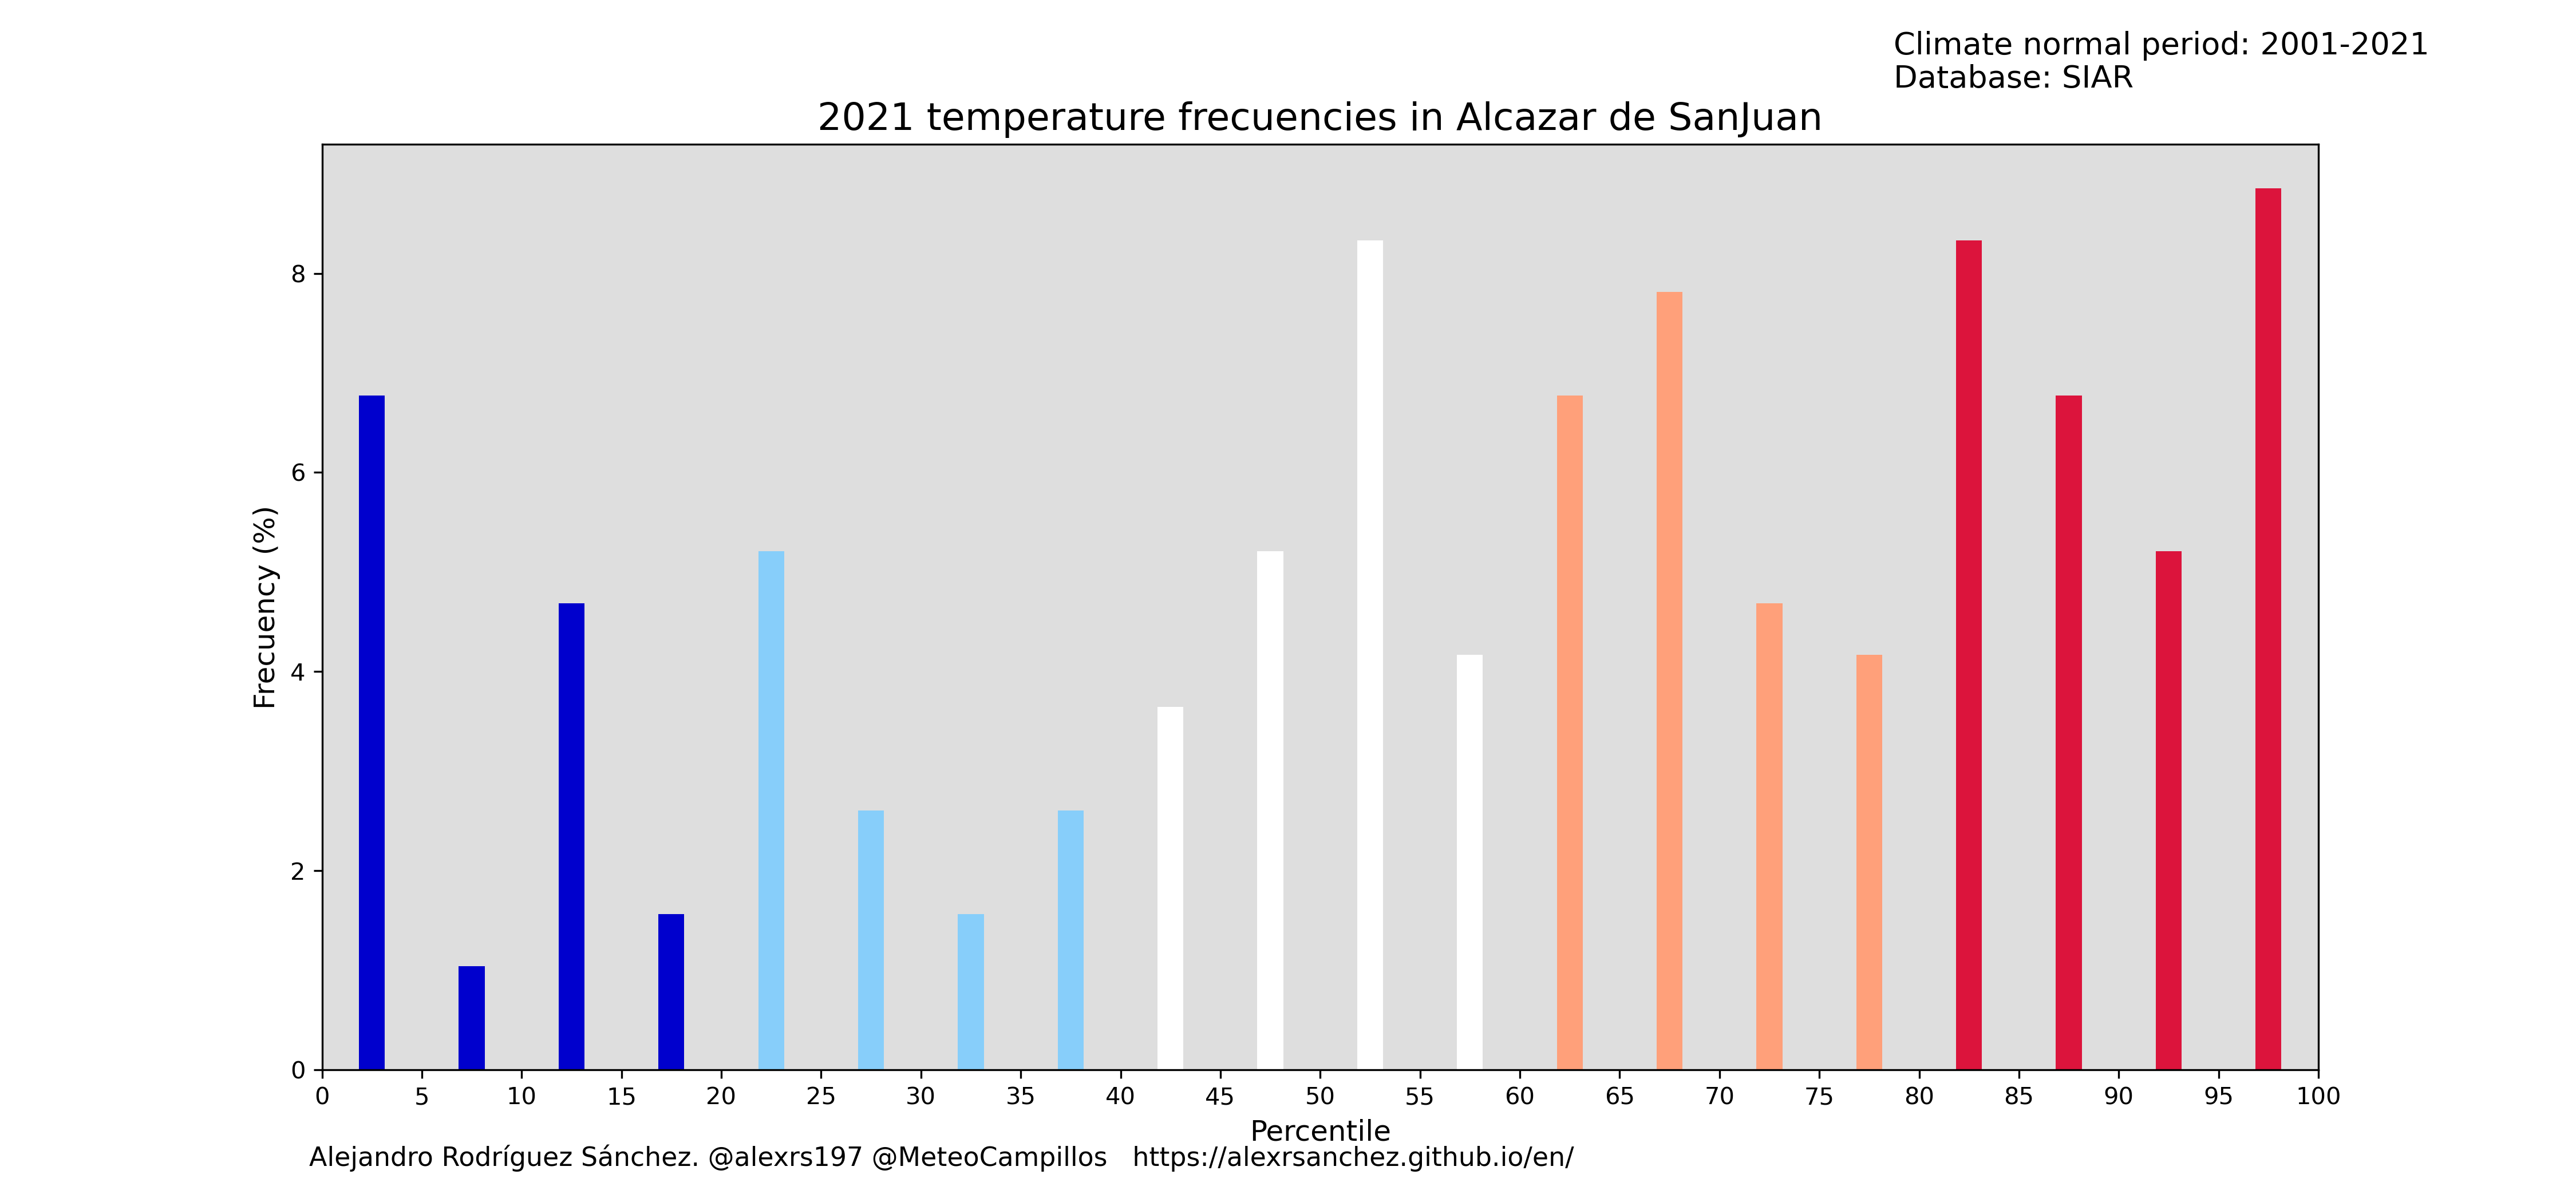 Climate normal period: 2001-2021
Database: SIAR
2021 temperature frecuencies in Alcazar de SanJuan
Frecuency (%)
8
6
4
2
0
0 5 10 15 20 25 30 35 40 45 50 55 60 65 70 75 80 85 90 95 100
Percentile
Alejandro Rodríguez Sánchez. @alexrs197 @MeteoCampillos https://alexrsanchez.github.io/en/